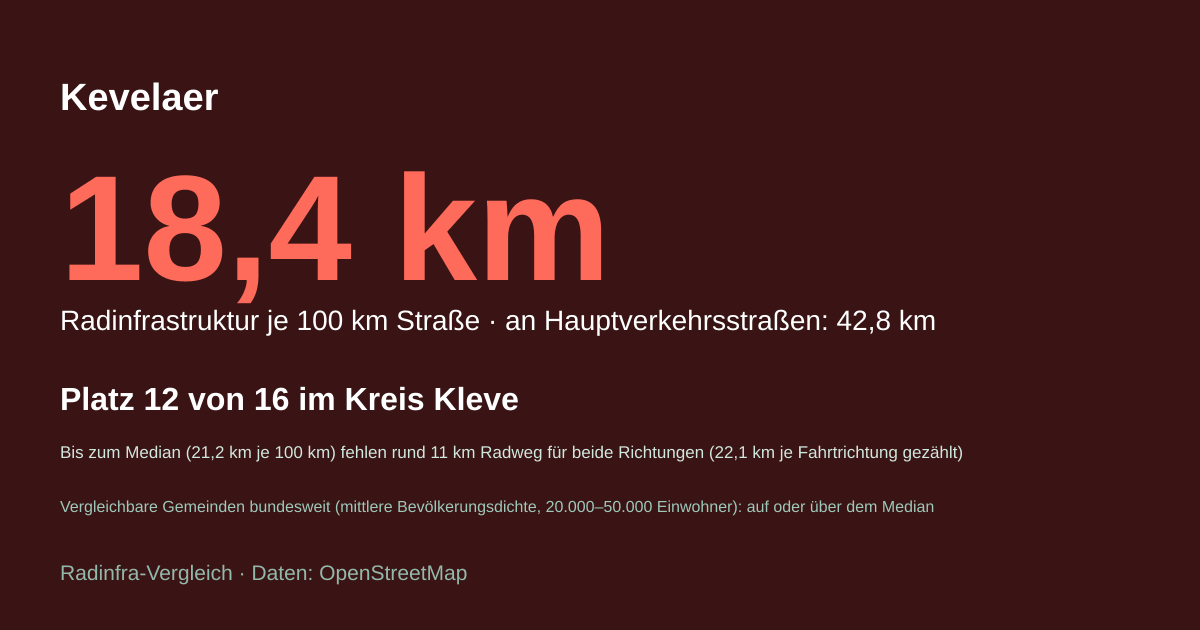 Kevelaer
18,4 km
Radinfrastruktur je 100 km Straße · an Hauptverkehrsstraßen: 42,8 km
Platz 12 von 16 im Kreis Kleve
Bis zum Median (21,2 km je 100 km) fehlen rund 11 km Radweg für beide Richtungen (22,1 km je Fahrtrichtung gezählt)
Vergleichbare Gemeinden bundesweit (mittlere Bevölkerungsdichte, 20.000–50.000 Einwohner): auf oder über dem Median
Radinfra-Vergleich · Daten: OpenStreetMap